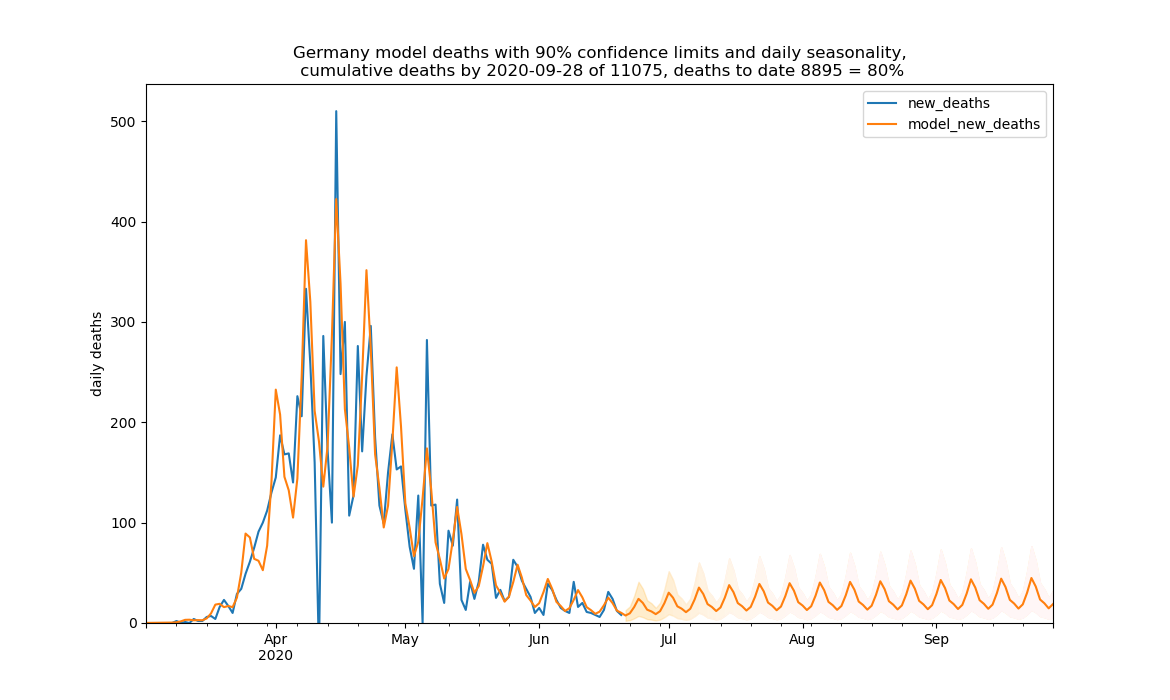 Germany model deaths with 90% confidence limits and daily seasonality,
cumulative deaths by 2020-09-28 of 11075, deaths to date 8895 = 80%
new_deaths
model_new_deaths
daily deaths
500
400
300
200
100
0
Apr
2020
May
Jun
Jul
Aug
Sep